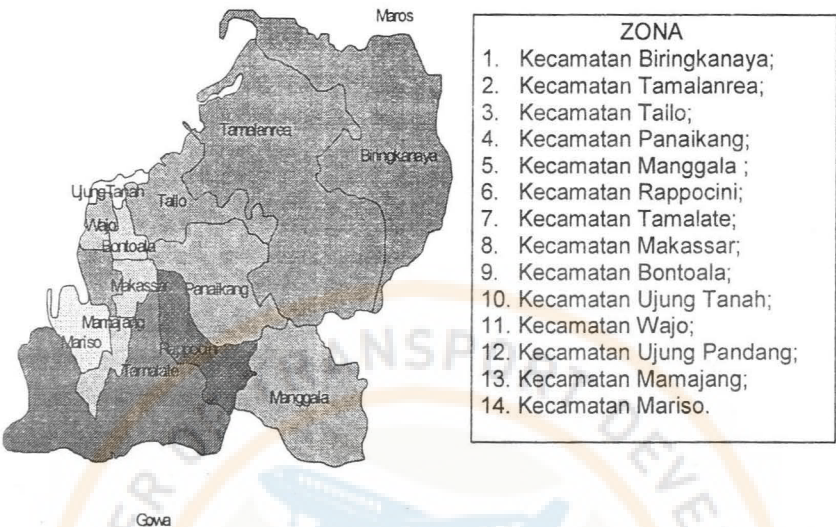 Maros
Tamalanrea
Biringkanaya
Ujung Tanah
Tallo
Wajo
Bontoala
Makassar
Panaikang
Mamajang
Mariso
Rappocini
Tamalate
Manggala
Gowa
ZONA
1. Kecamatan Biringkanaya;
2. Kecamatan Tamalanrea;
3. Kecamatan Tailo;
4. Kecamatan Panaikang;
5. Kecamatan Manggala ;
6. Kecamatan Rappocini;
7. Kecamatan Tamalate;
8. Kecamatan Makassar;
9. Kecamatan Bontoala;
10. Kecamatan Ujung Tanah;
11. Kecamatan Wajo;
12. Kecamatan Ujung Pandang;
13. Kecamatan Mamajang;
14. Kecamatan Mariso.